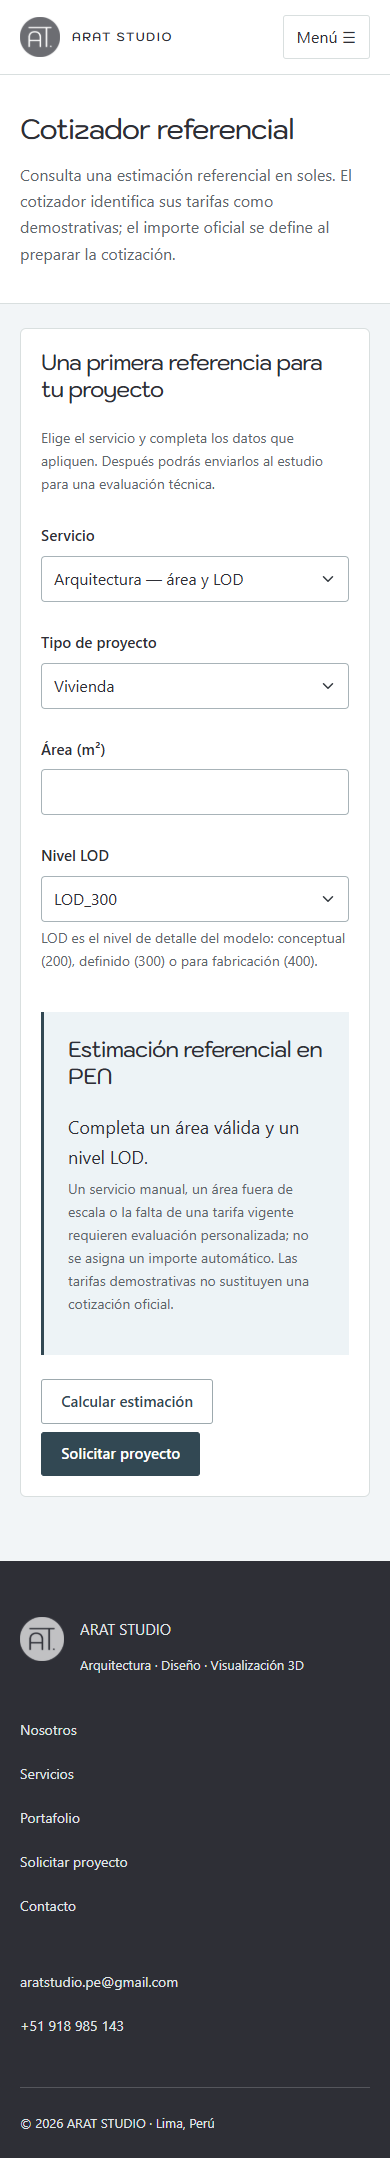 AT.
ARAT STUDIO
Menú ☰
Cotizador referencial
Consulta una estimación referencial en soles. El
cotizador identifica sus tarifas como
demostrativas; el importe oficial se define al
preparar la cotización.
Una primera referencia para
tu proyecto
Elige el servicio y completa los datos que
apliquen. Después podrás enviarlos al estudio
para una evaluación técnica.
Servicio
Arquitectura — área y LOD
Tipo de proyecto
Vivienda
Área (m²)
Nivel LOD
LOD_300
LOD es el nivel de detalle del modelo: conceptual
(200), definido (300) o para fabricación (400).
Estimación referencial en
PEN
Completa un área válida y un
nivel LOD.
Un servicio manual, un área fuera de
escala o la falta de una tarifa vigente
requieren evaluación personalizada; no
se asigna un importe automático. Las
tarifas demostrativas no sustituyen una
cotización oficial.
Calcular estimación
Solicitar proyecto
AT.
ARAT STUDIO
Arquitectura · Diseño · Visualización 3D
Nosotros
Servicios
Portafolio
Solicitar proyecto
Contacto
aratstudio.pe@gmail.com
+51 918 985 143
© 2026 ARAT STUDIO · Lima, Perú